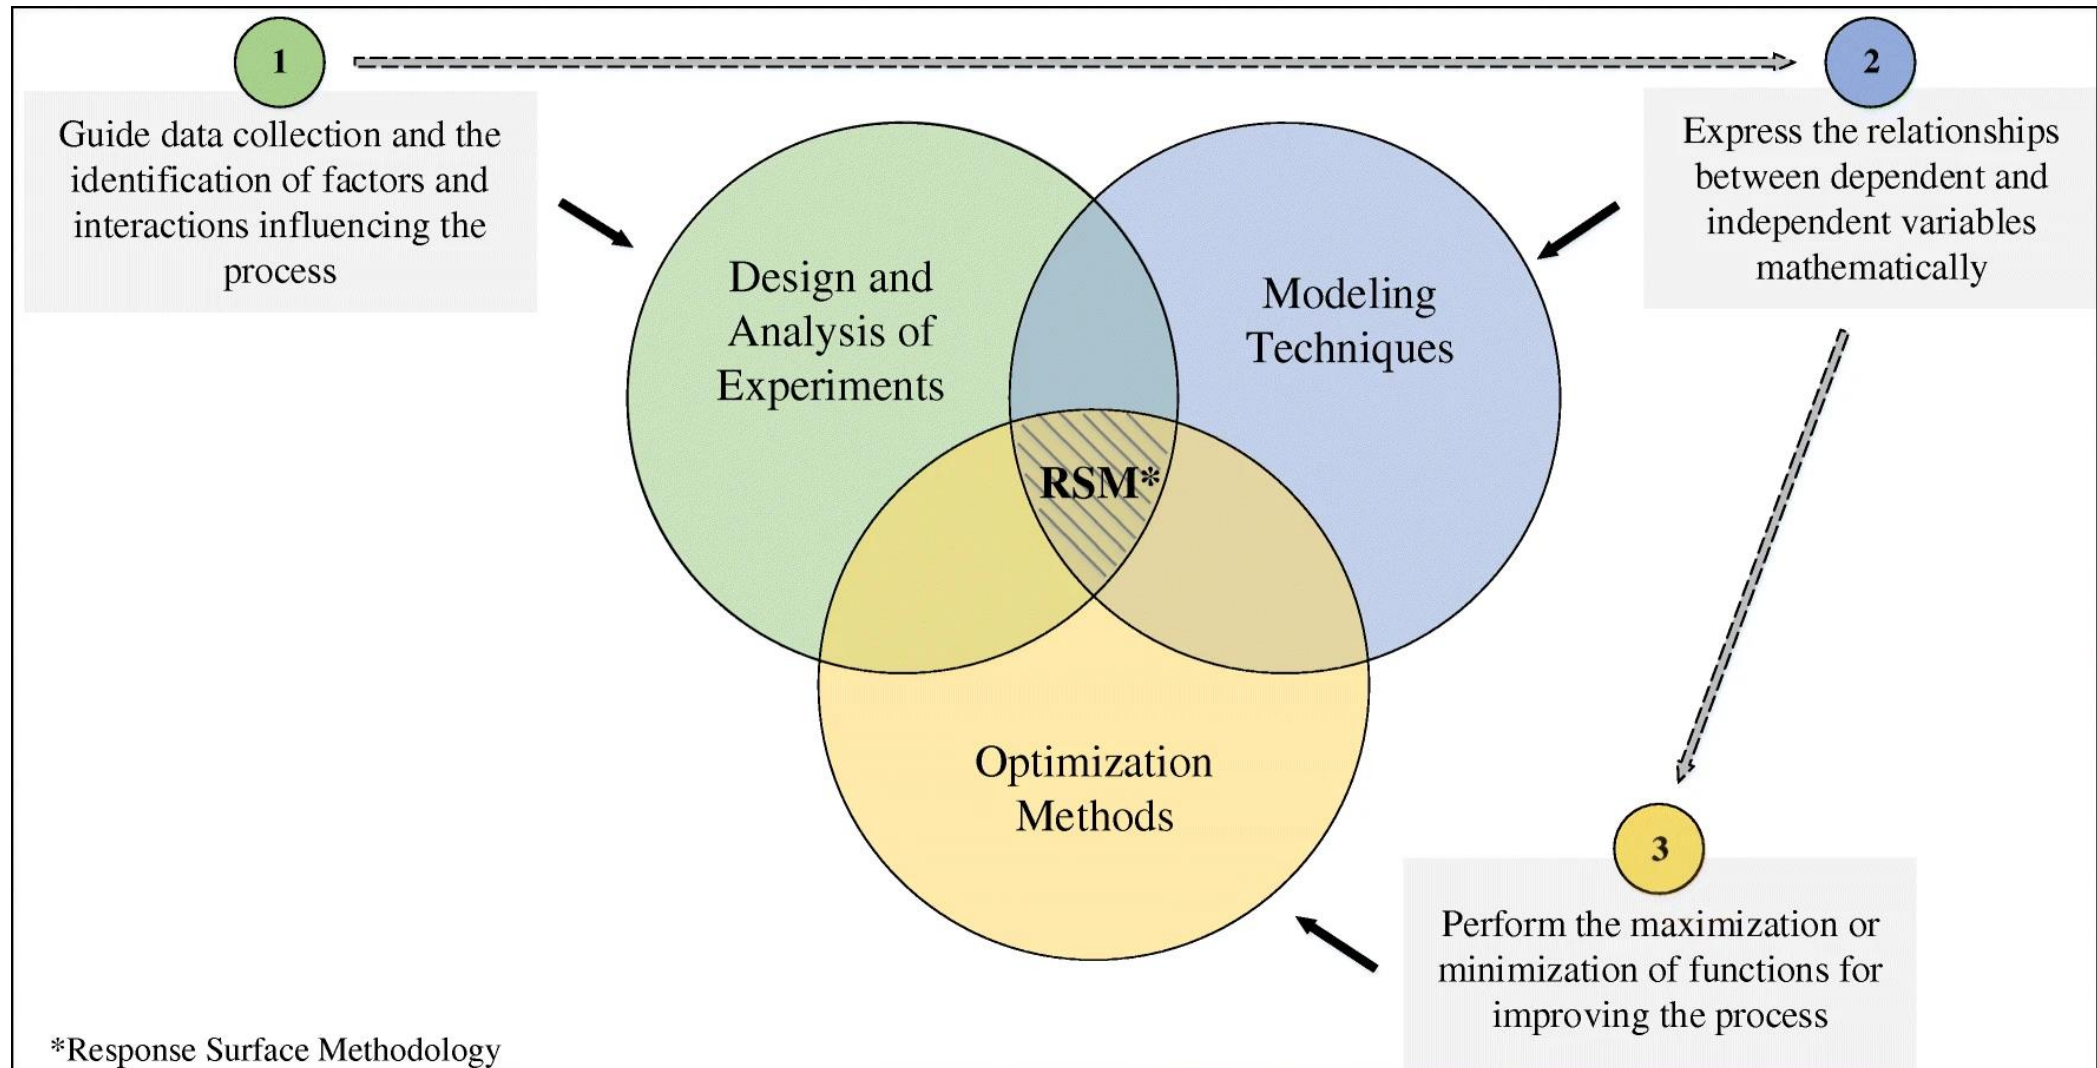 1
Guide data collection and the
identification of factors and
interactions influencing the
process
2
Express the relationships
between dependent and
independent variables
mathematically
Design and
Analysis of
Experiments
Modeling
Techniques
RSM*
Optimization
Methods
3
Perform the maximization or
minimization of functions for
improving the process
*Response Surface Methodology